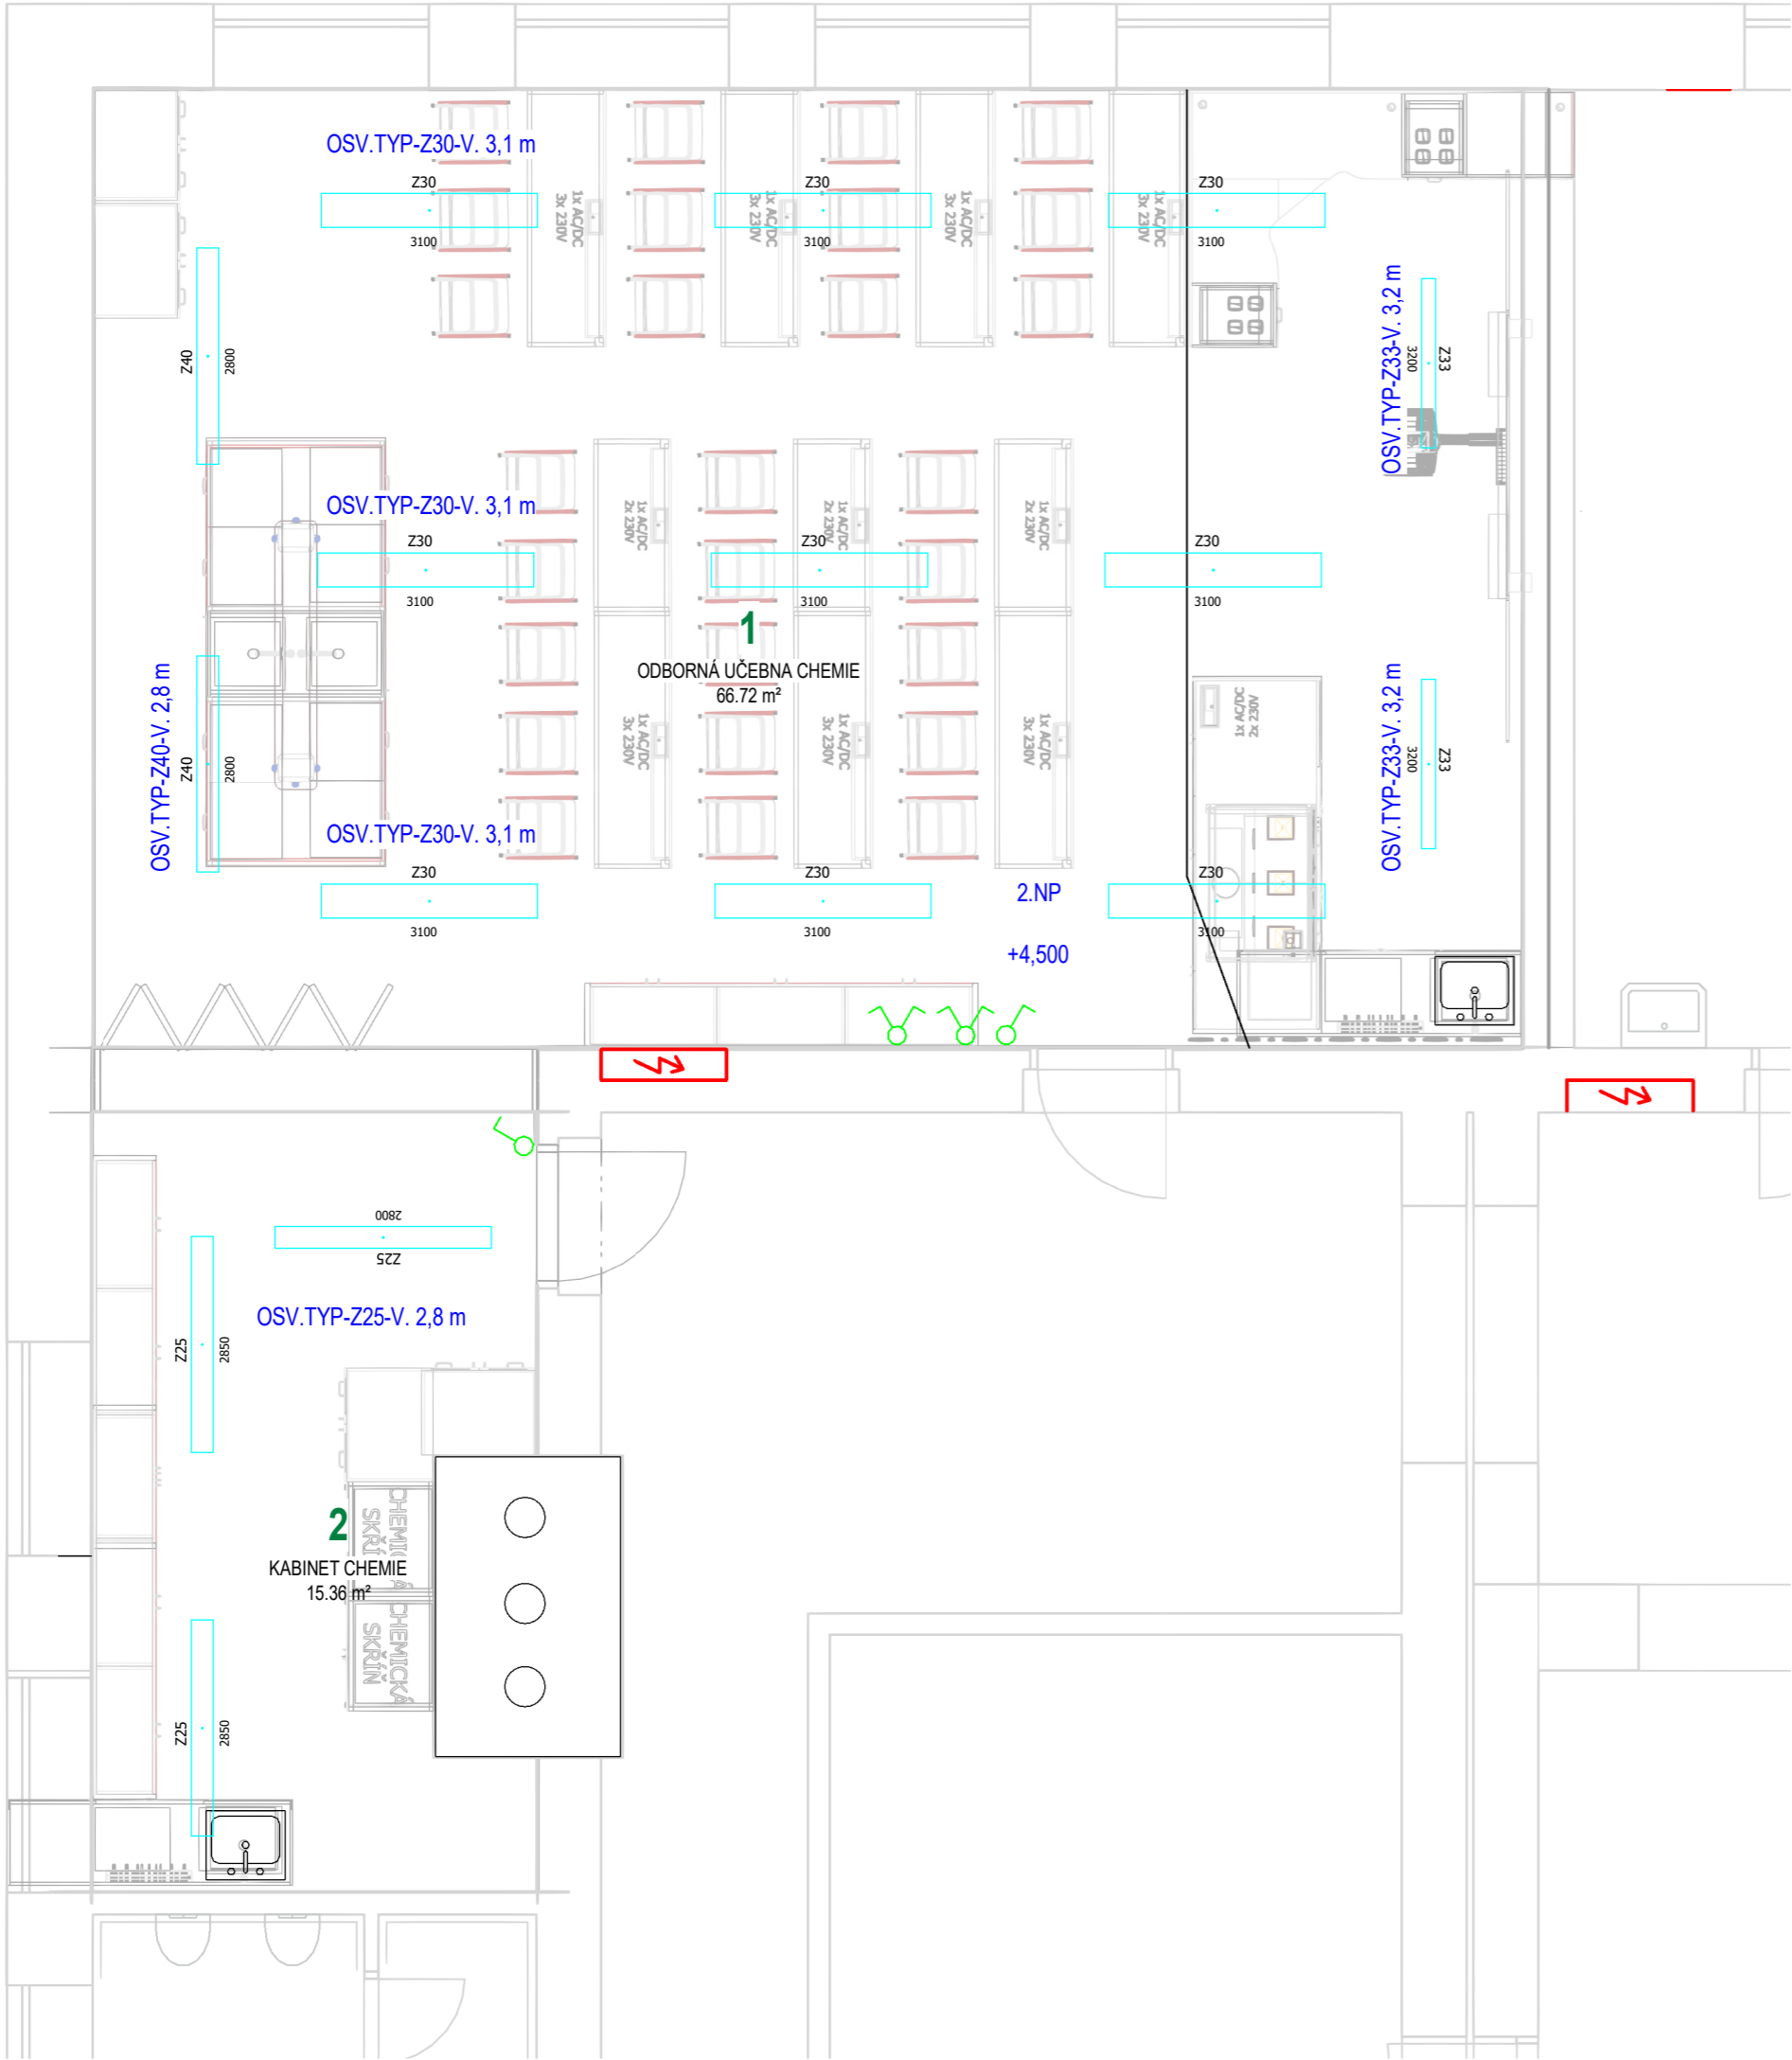 OSV.TYP-Z30-V. 3,1 m
Z30
Z30
Z30
3100
3100
3100
1x AC/DC
3x 230V
1x AC/DC
3x 230V
1x AC/DC
3x 230V
1x AC/DC
3x 230V
Z40
2800
OSV.TYP-Z33-V. 3,2 m
3200
Z33
OSV.TYP-Z30-V. 3,1 m
1x AC/DC
2x 230V
1x AC/DC
2x 230V
1x AC/DC
2x 230V
Z30
Z30
Z30
3100
3100
3100
1
ODBORNÁ UČEBNA CHEMIE
66.72 m²
OSV.TYP-Z40-V. 2,8 m
Z40
2800
1x AC/DC
3x 230V
1x AC/DC
3x 230V
1x AC/DC
3x 230V
1x AC/DC
2x 230V
OSV.TYP-Z33-V. 3,2 m
3200
Z33
OSV.TYP-Z30-V. 3,1 m
Z30
Z30
Z30
3100
3100
3100
2.NP
+4,500
2800
Z25
OSV.TYP-Z25-V. 2,8 m
Z25
2850
2
KABINET CHEMIE
15.36 m²
CHEMICKÁ
SKŘÍŇ
CHEMICKÁ
SKŘÍŇ
Z25
2850